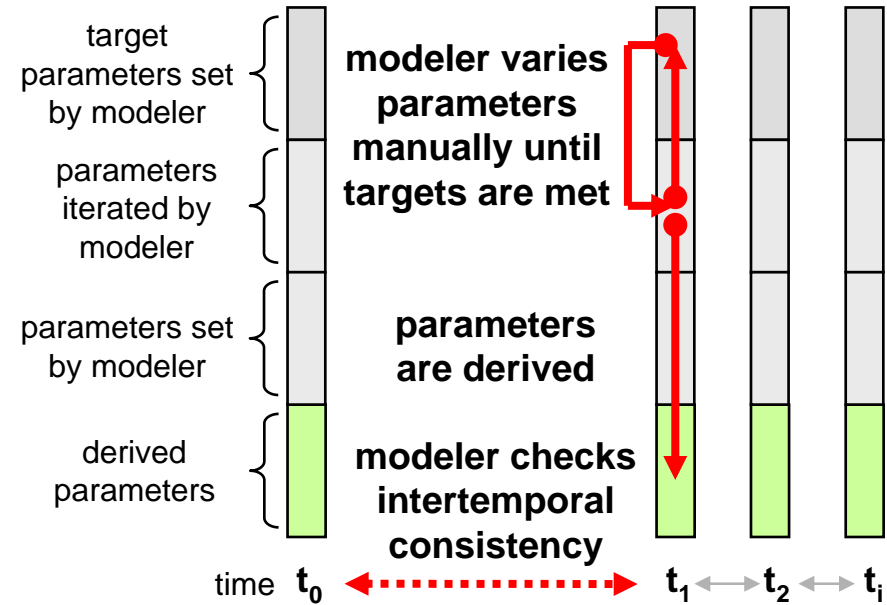 target
parameters set
by modeler
modeler varies
parameters
manually until
targets are met
parameters
iterated by
modeler
parameters set
by modeler
parameters
are derived
derived
parameters
modeler checks
intertemporal
consistency
time t₀ t₁ t₂ tᵢ